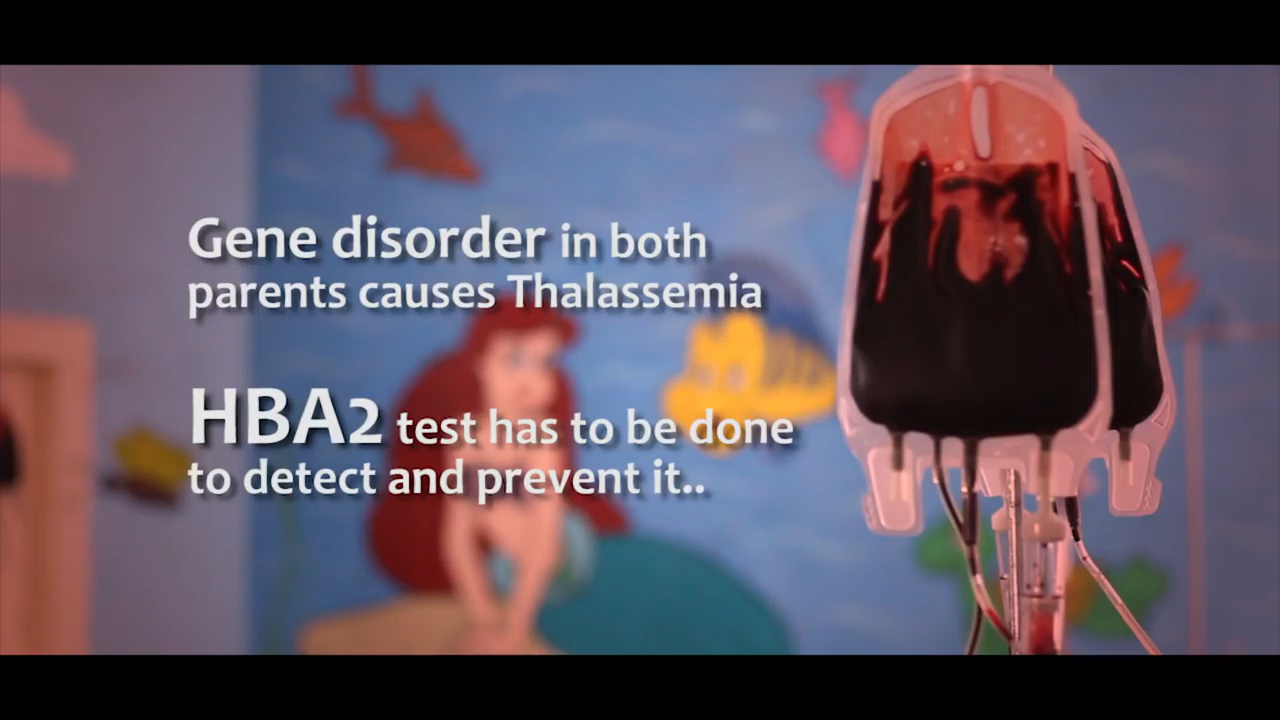 Gene disorder in both
parents causes Thalassemia
HBA2 test has to be done
to detect and prevent it..